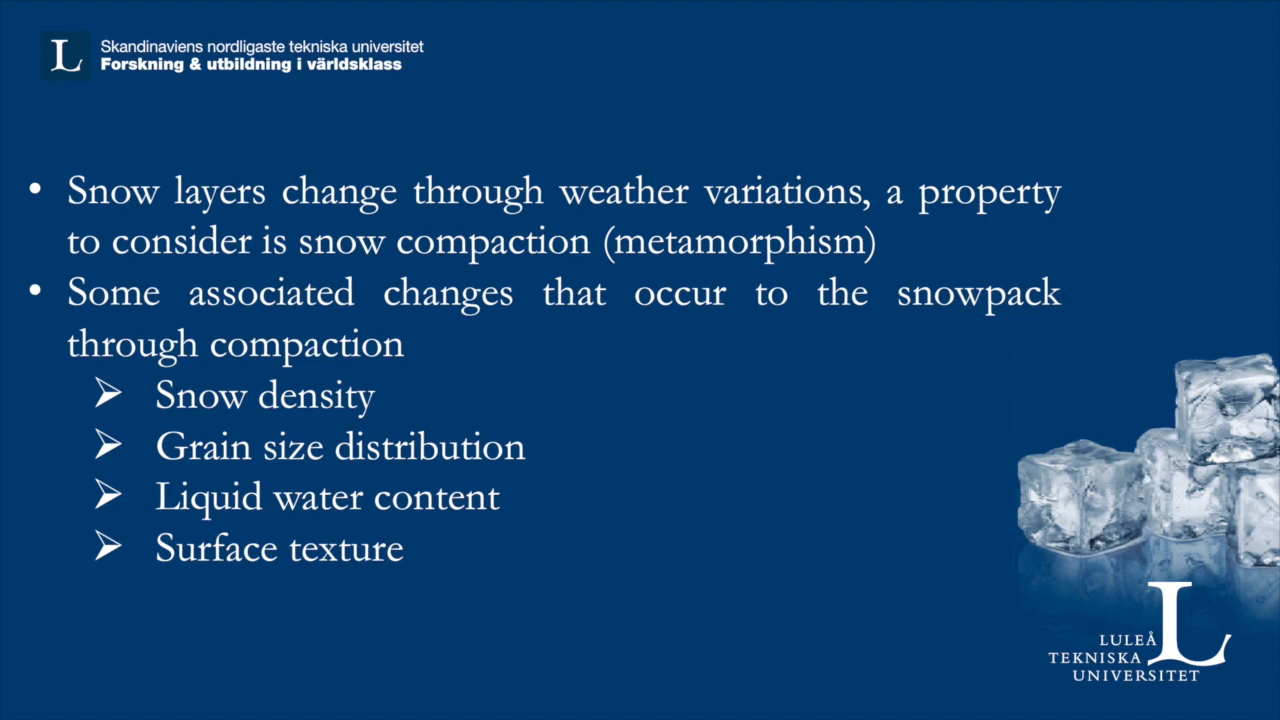 L
Skandinaviens nordligaste tekniska universitet
Forskning & utbildning i världsklass
• Snow layers change through weather variations, a property
to consider is snow compaction (metamorphism)
• Some associated changes that occur to the snowpack
through compaction
➢ Snow density
➢ Grain size distribution
➢ Liquid water content
➢ Surface texture
L
LULEÅ
TEKNISKA
UNIVERSITET